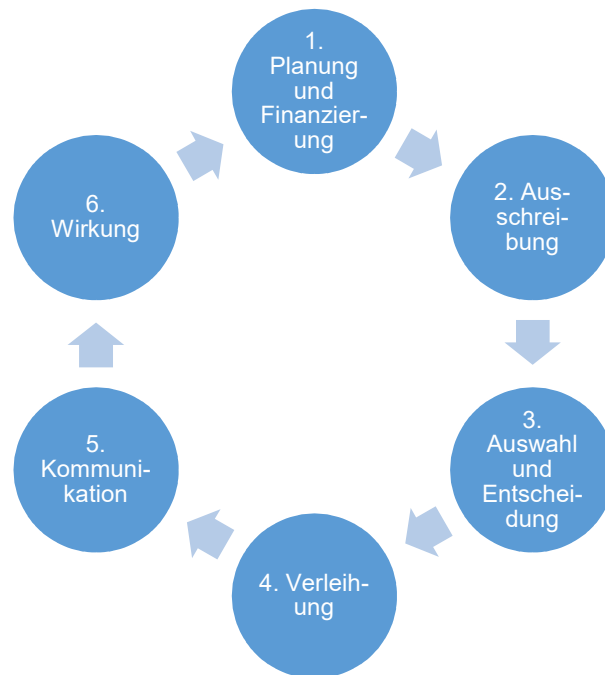 1.
Planung
und
Finanzier-
ung
2. Aus-
schrei-
bung
3.
Auswahl
und
Entschei-
dung
4. Verleih-
ung
5.
Kommuni-
kation
6.
Wirkung